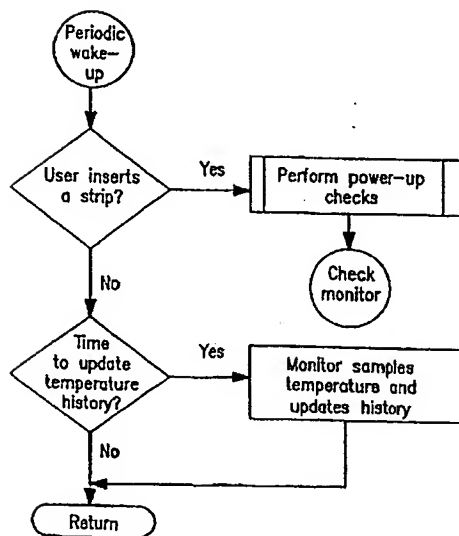 Periodic
wake-
up
User inserts
a strip?
Yes
Perform power-up
checks
Check
monitor
No
Time
to update
temperature
history?
Yes
Monitor samples
temperature and
updates history
No
Return